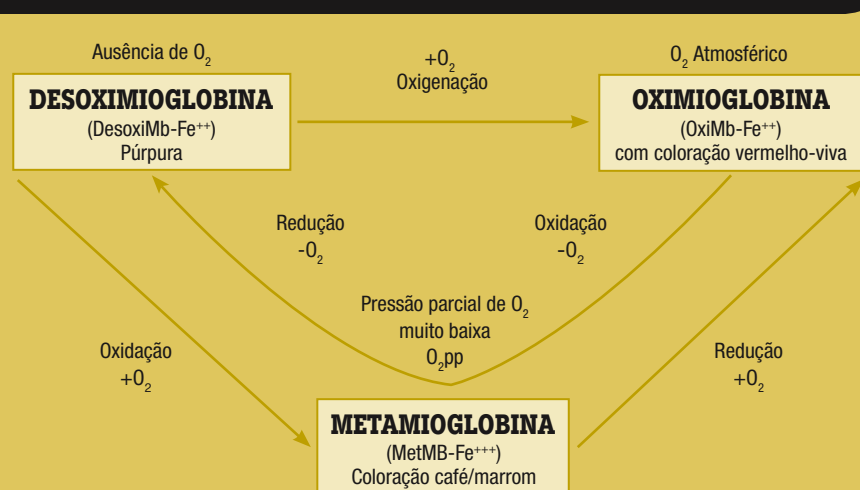 Ausência de O₂
+O₂
Oxigenação
O₂ Atmosférico
DESOXIMIOGLOBINA
(DesoxiMb-Fe⁺⁺)
Púrpura
OXIMIOGLOBINA
(OxiMb-Fe⁺⁺)
com coloração vermelho-viva
Redução
-O₂
Oxidação
-O₂
Pressão parcial de O₂
muito baixa
O₂pp
Oxidação
+O₂
Redução
+O₂
METAMIOGLOBINA
(MetMB-Fe⁺⁺⁺)
Coloração café/marrom